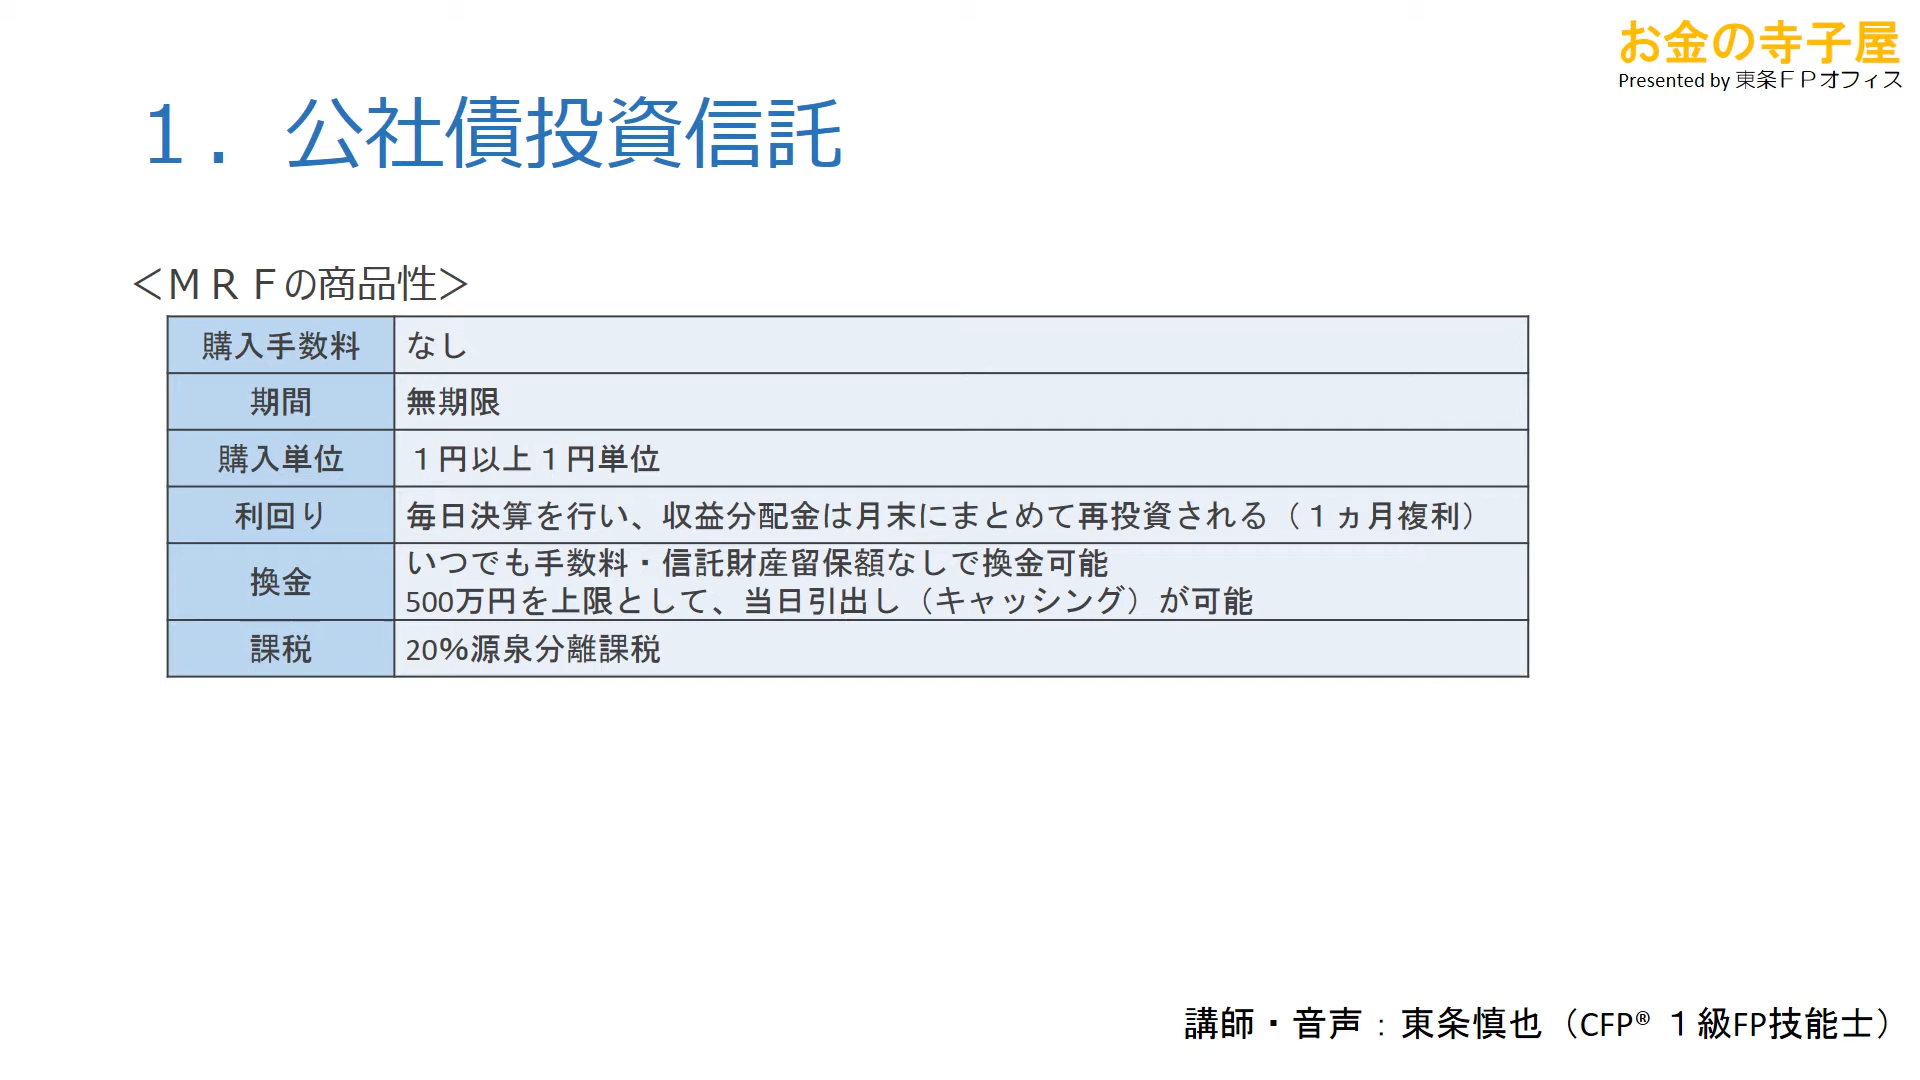 お金の寺子屋
Presented by 東条ＦＰオフィス
１．公社債投資信託
＜ＭＲＦの商品性＞
購入手数料 なし
期間 無期限
購入単位 １円以上１円単位
利回り 毎日決算を行い、収益分配金は月末にまとめて再投資される（１ヵ月複利）
換金 いつでも手数料・信託財産留保額なしで換金可能
500万円を上限として、当日引出し（キャッシング）が可能
課税 20%源泉分離課税
講師・音声：東条慎也（CFP® １級FP技能士）